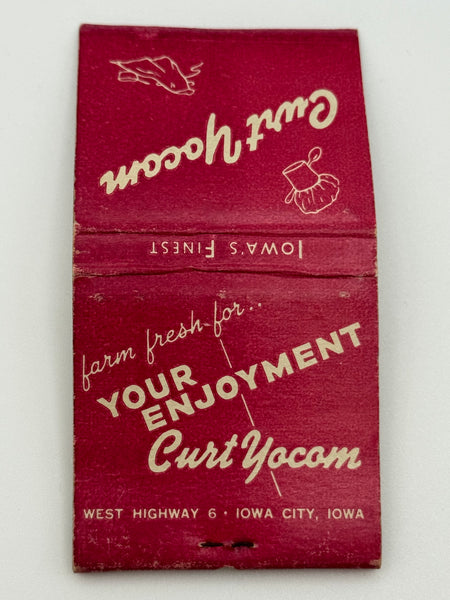 Curt Yocom
IOWA'S FINEST
farm fresh for..
YOUR
ENJOYMENT
Curt Yocom
WEST HIGHWAY 6 · IOWA CITY, IOWA